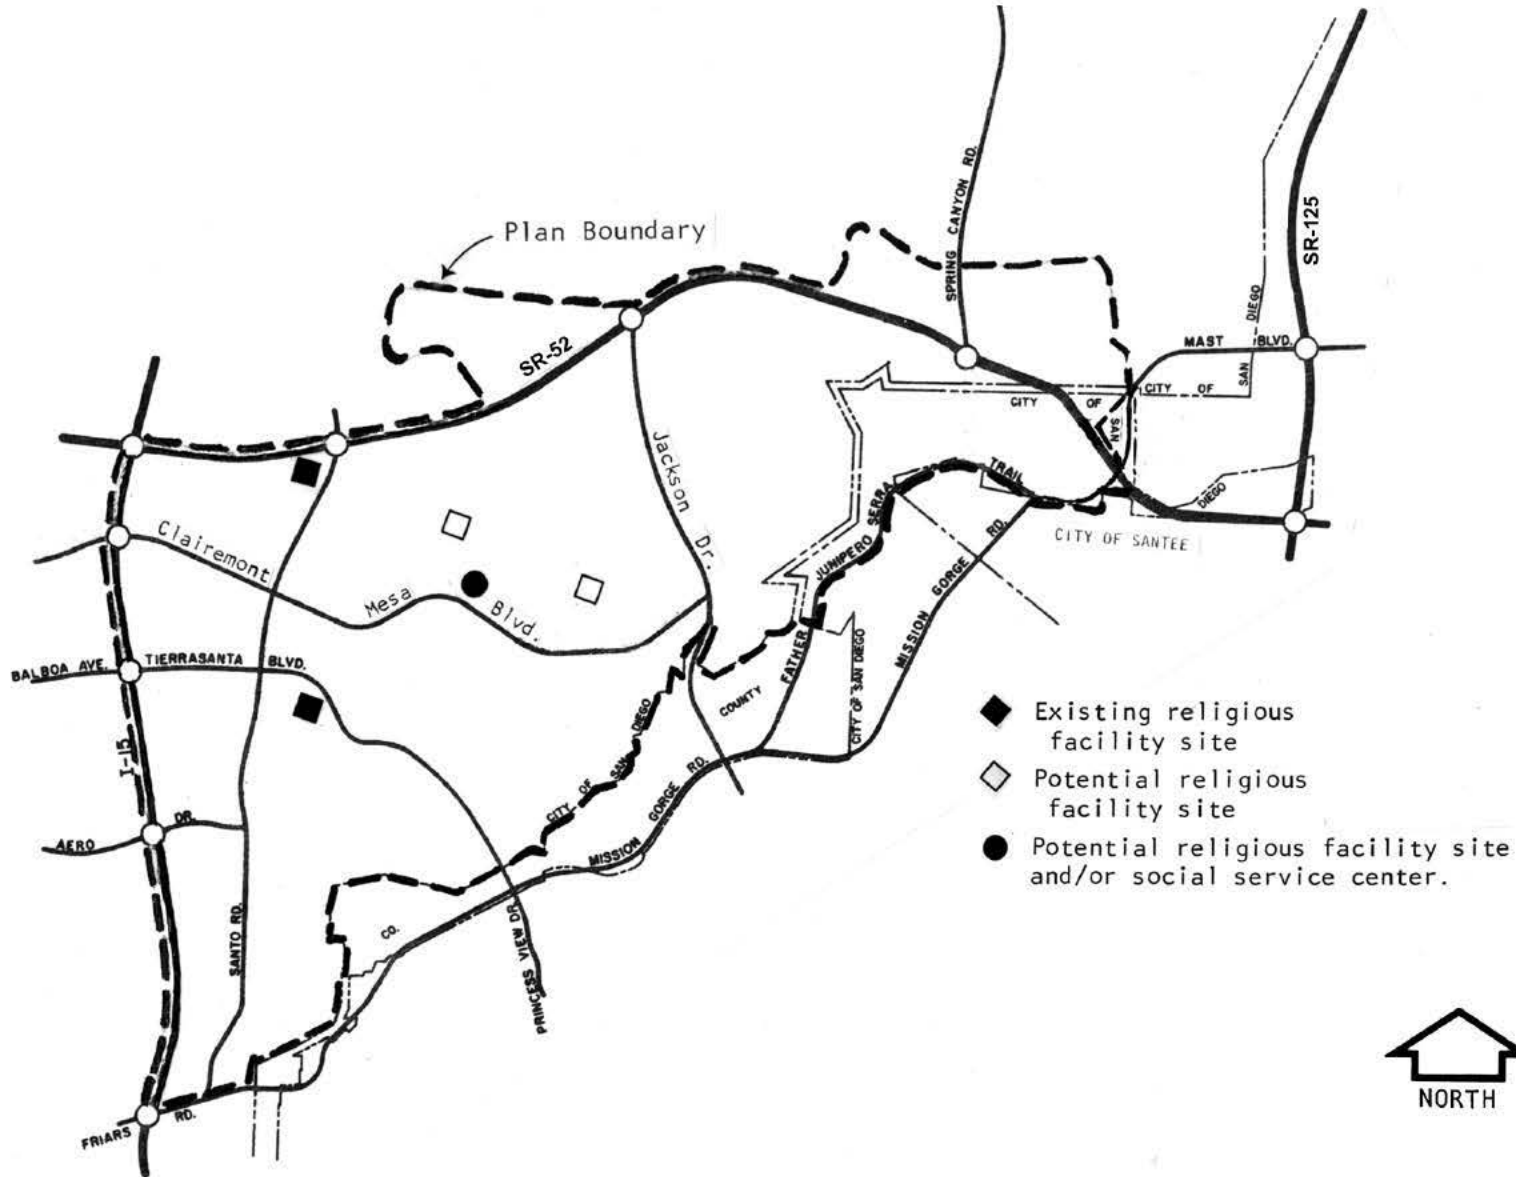 Plan Boundary
SPRING CANYON RD.
SR-125
SR-52
MAST BLVD.
SAN DIEGO
CITY OF
CITY OF
SAN
DIEGO
Jackson Dr.
TRAIL
SERRA
JUNIPERO
FATHER
CITY OF SANTEE
MISSION GORGE RD.
Clairemont
Mesa
Blvd.
BALBOA AVE.
TIERRASANTA BLVD.
COUNTY
CITY OF SAN DIEGO
CITY OF SAN DIEGO
I-15
AERO DR.
MISSION GORGE RD.
SANTO RD.
CO.
PRINCESS VIEW DR.
FRIARS RD.
Existing religious
facility site
Potential religious
facility site
Potential religious facility site
and/or social service center.
NORTH